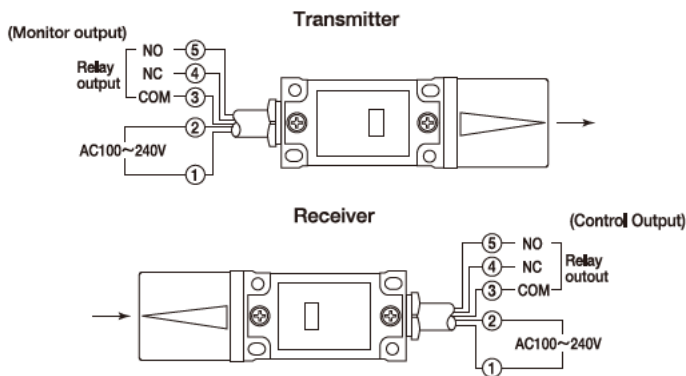 Transmitter
(Monitor output)
NO 5
Relay output
NC 4
COM 3
2
AC100～240V
1
Receiver
(Control Output)
5 NO
4 NC
Relay outout
3 COM
2
AC100～240V
1